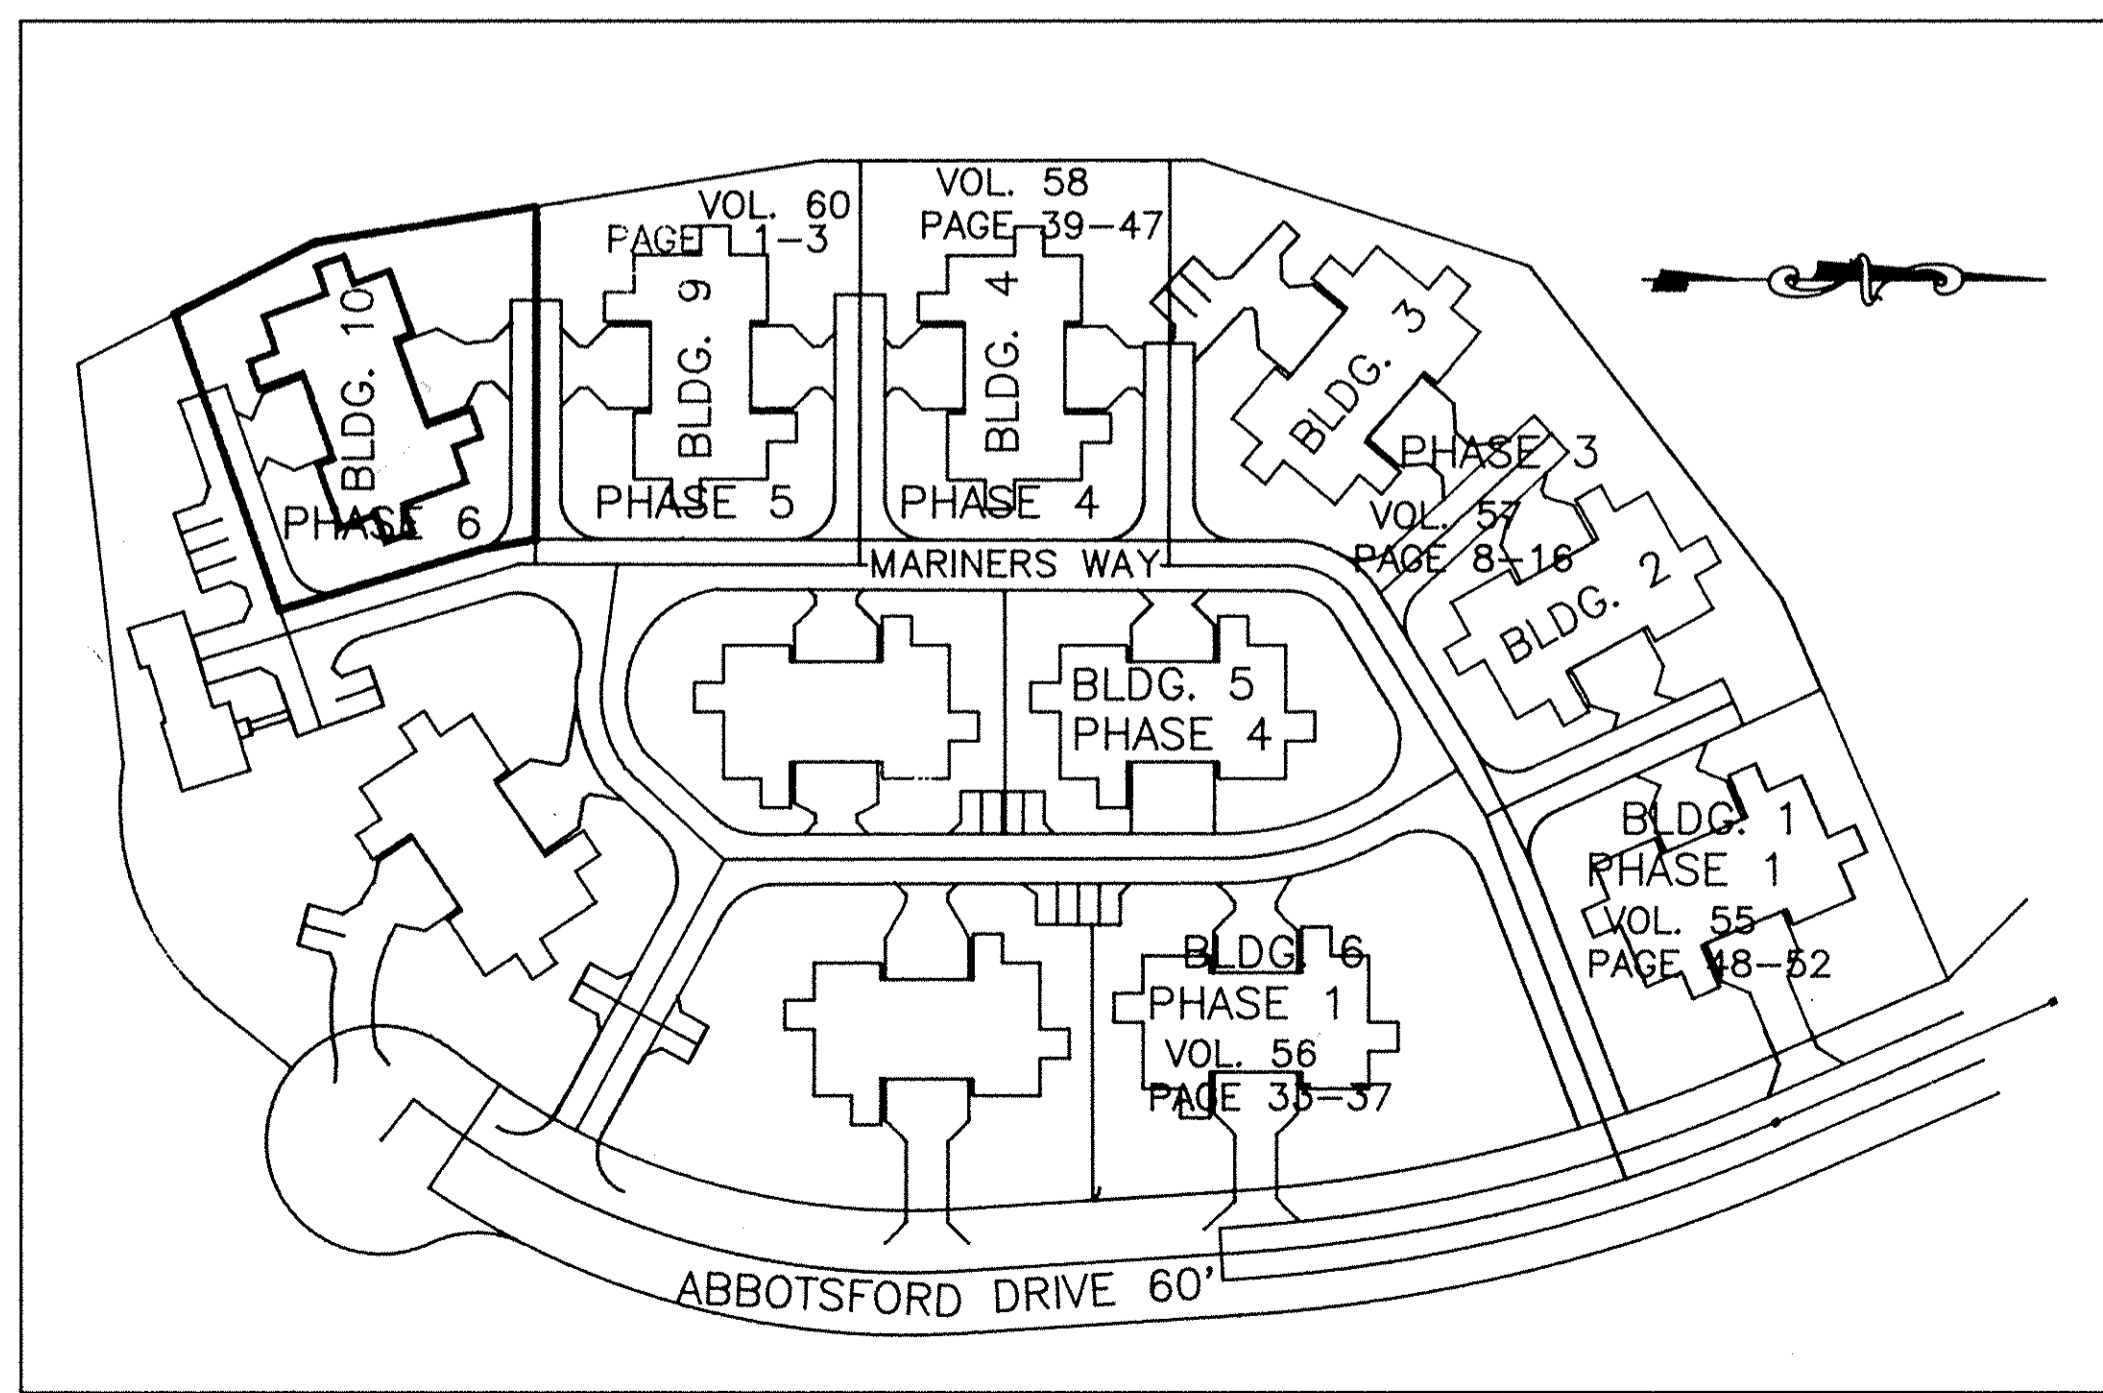 VOL. 58
PAGE 39-47
VOL. 60
PAGE 1-3
BLDG. 10
PHASE 6
BLDG. 9
PHASE 5
BLDG. 4
PHASE 4
BLDG. 3
PHASE 3
VOL. 57
PAGE 8-16
BLDG. 2
MARINERS WAY
BLDG. 5
PHASE 4
BLDG. 1
PHASE 1
VOL. 55
PAGE 48-52
BLDG. 6
PHASE 1
VOL. 56
PAGE 33-37
ABBOTSFORD DRIVE 60'